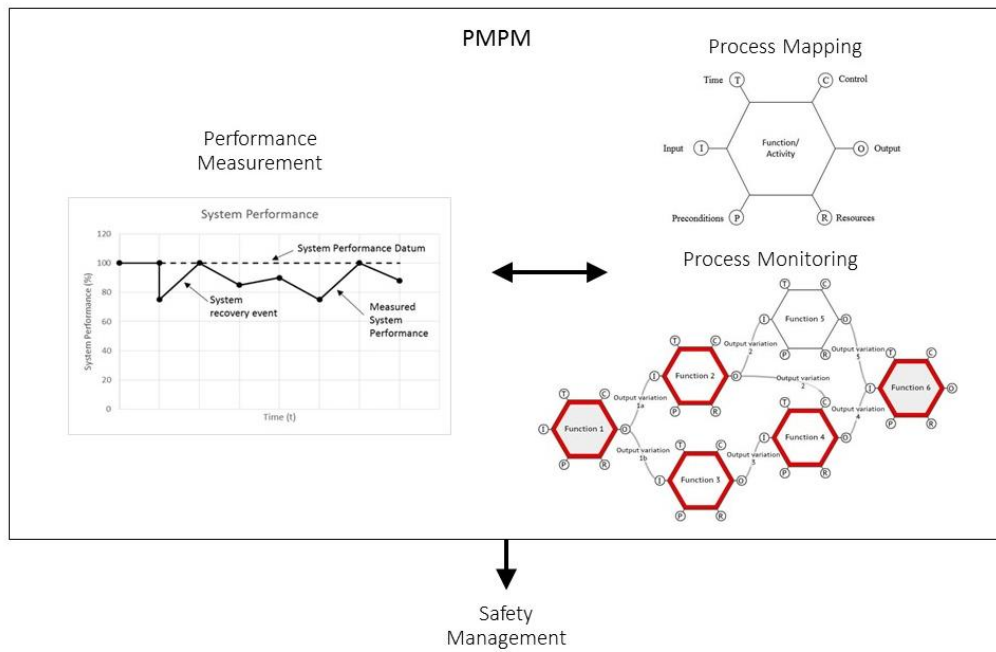 PMPM
Performance
Measurement
System Performance
System Performance (%)
120
100
80
60
40
20
0
System Performance Datum
System
recovery event
Measured
System
Performance
Time (t)
Process Mapping
Time
T
C
Control
Input
I
Function/
Activity
O
Output
Preconditions
P
R
Resources
Process Monitoring
T
C
I
Function 5
O
P
R
Output variation
2
Output variation
5
T
C
I
Function 2
O
P
R
Output variation
2
T
C
I
Function 6
O
P
R
Output variation
1a
Output variation
4
T
C
I
Function 1
O
P
R
T
C
I
Function 4
O
P
R
Output variation
1b
Output variation
3
T
C
I
Function 3
O
P
R
Safety
Management